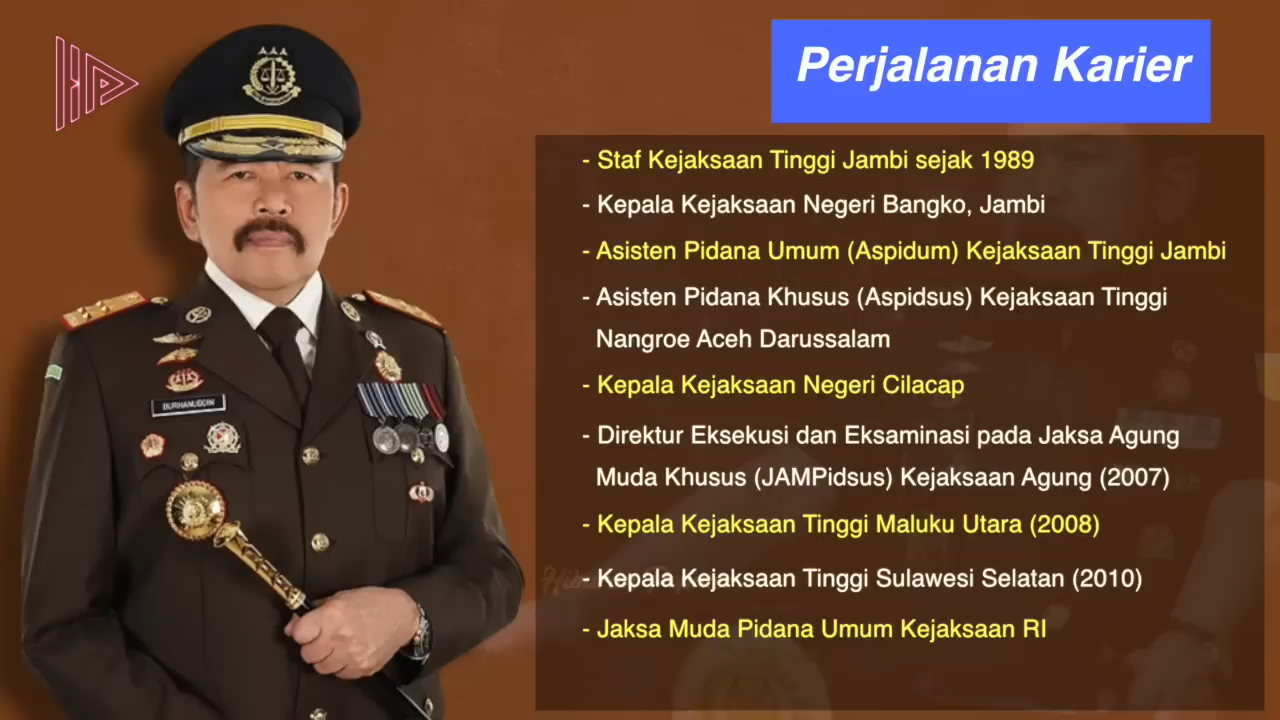 Perjalanan Karier
- Staf Kejaksaan Tinggi Jambi sejak 1989
- Kepala Kejaksaan Negeri Bangko, Jambi
- Asisten Pidana Umum (Aspidum) Kejaksaan Tinggi Jambi
- Asisten Pidana Khusus (Aspidsus) Kejaksaan Tinggi
Nangroe Aceh Darussalam
- Kepala Kejaksaan Negeri Cilacap
- Direktur Eksekusi dan Eksaminasi pada Jaksa Agung
Muda Khusus (JAMPidsus) Kejaksaan Agung (2007)
- Kepala Kejaksaan Tinggi Maluku Utara (2008)
- Kepala Kejaksaan Tinggi Sulawesi Selatan (2010)
- Jaksa Muda Pidana Umum Kejaksaan RI
BURHANUDDIN